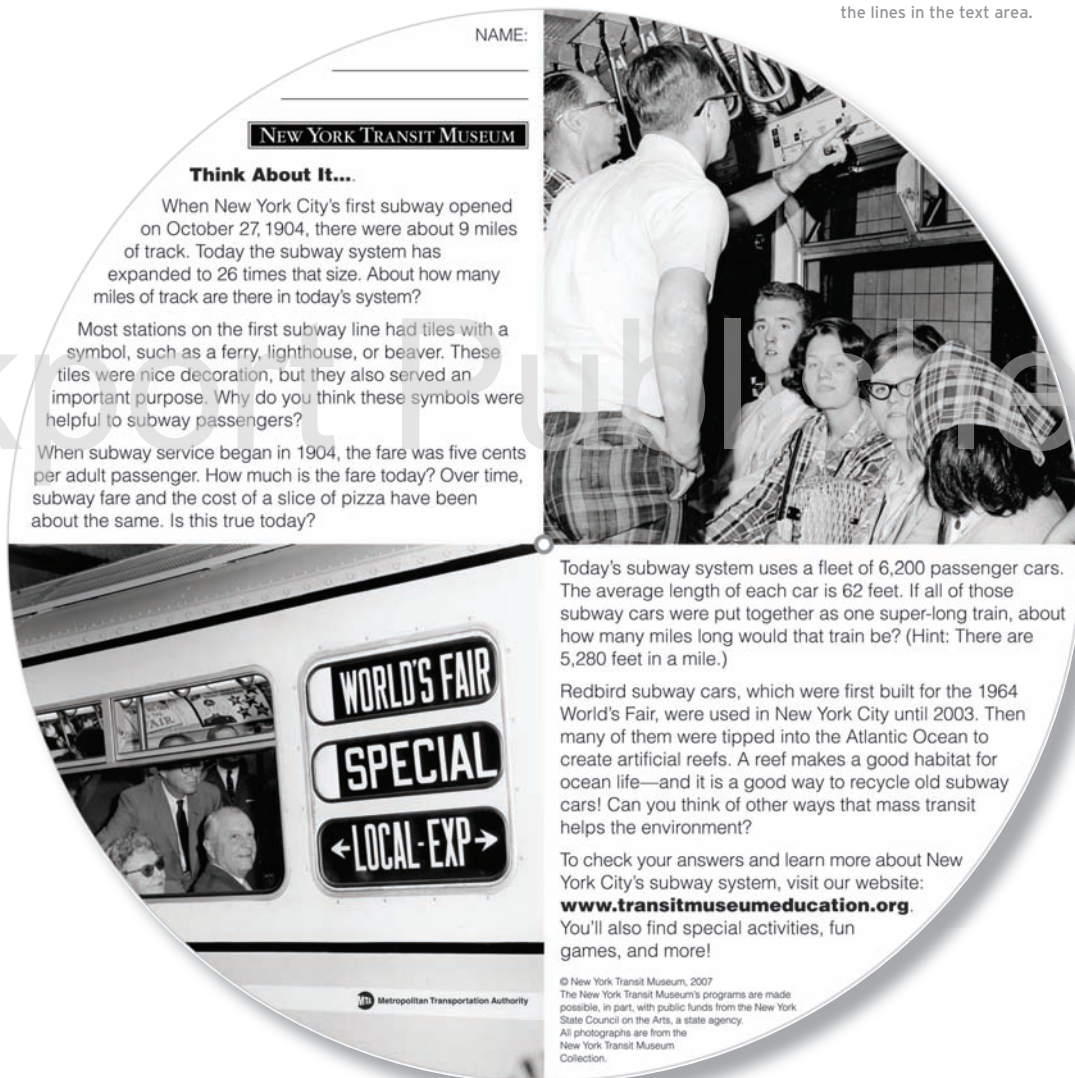 the lines in the text area.
NAME:
NEW YORK TRANSIT MUSEUM
Think About It....
When New York City's first subway opened
on October 27, 1904, there were about 9 miles
of track. Today the subway system has
expanded to 26 times that size. About how many
miles of track are there in today's system?
Most stations on the first subway line had tiles with a
symbol, such as a ferry, lighthouse, or beaver. These
tiles were nice decoration, but they also served an
important purpose. Why do you think these symbols were
helpful to subway passengers?
When subway service began in 1904, the fare was five cents
per adult passenger. How much is the fare today? Over time,
subway fare and the cost of a slice of pizza have been
about the same. Is this true today?
WORLD'S FAIR
SPECIAL
←LOCAL-EXP→
FAIR
MTA Metropolitan Transportation Authority
Today's subway system uses a fleet of 6,200 passenger cars.
The average length of each car is 62 feet. If all of those
subway cars were put together as one super-long train, about
how many miles long would that train be? (Hint: There are
5,280 feet in a mile.)
Redbird subway cars, which were first built for the 1964
World's Fair, were used in New York City until 2003. Then
many of them were tipped into the Atlantic Ocean to
create artificial reefs. A reef makes a good habitat for
ocean life—and it is a good way to recycle old subway
cars! Can you think of other ways that mass transit
helps the environment?
To check your answers and learn more about New
York City's subway system, visit our website:
www.transitmuseumeducation.org.
You'll also find special activities, fun
games, and more!
© New York Transit Museum, 2007
The New York Transit Museum's programs are made
possible, in part, with public funds from the New York
State Council on the Arts, a state agency.
All photographs are from the
New York Transit Museum
Collection.